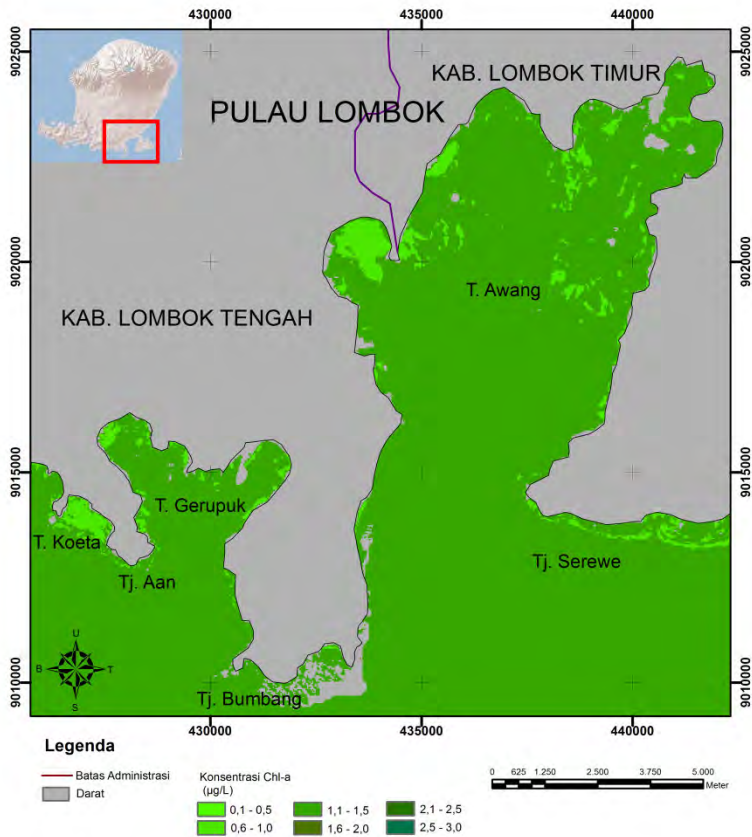 430000 435000 440000
9025000 9025000
KAB. LOMBOK TIMUR
PULAU LOMBOK
9020000 9020000
T. Awang
KAB. LOMBOK TENGAH
9015000 9015000
T. Gerupuk
T. Koeta
Tj. Aan
Tj. Serewe
U
B T
S
9010000 9010000
Tj. Bumbang
430000 435000 440000
Legenda
Batas Administrasi
Darat
Konsentrasi Chl-a
(µg/L)
0,1 - 0,5 1,1 - 1,5 2,1 - 2,5
0,6 - 1,0 1,6 - 2,0 2,5 - 3,0
0 625 1.250 2.500 3.750 5.000
Meter